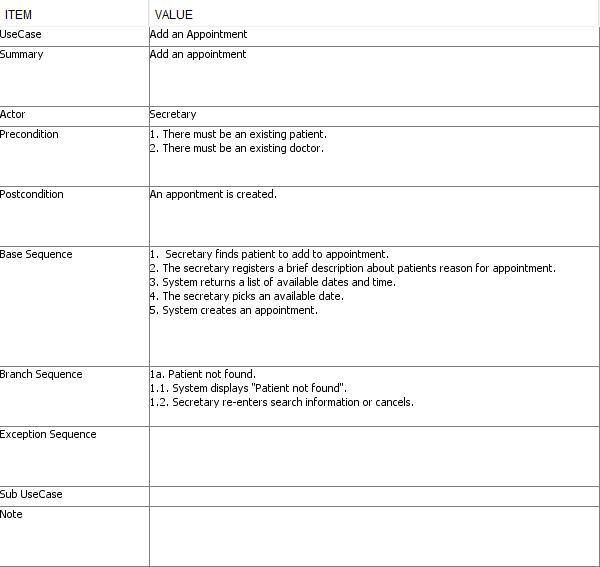 ITEM VALUE
UseCase Add an Appointment
Summary Add an appointment
Actor Secretary
Precondition 1. There must be an existing patient.
2. There must be an existing doctor.
Postcondition An appontment is created.
Base Sequence 1. Secretary finds patient to add to appointment.
2. The secretary registers a brief description about patients reason for appointment.
3. System returns a list of available dates and time.
4. The secretary picks an available date.
5. System creates an appointment.
Branch Sequence 1a. Patient not found.
1.1. System displays "Patient not found".
1.2. Secretary re-enters search information or cancels.
Exception Sequence
Sub UseCase
Note